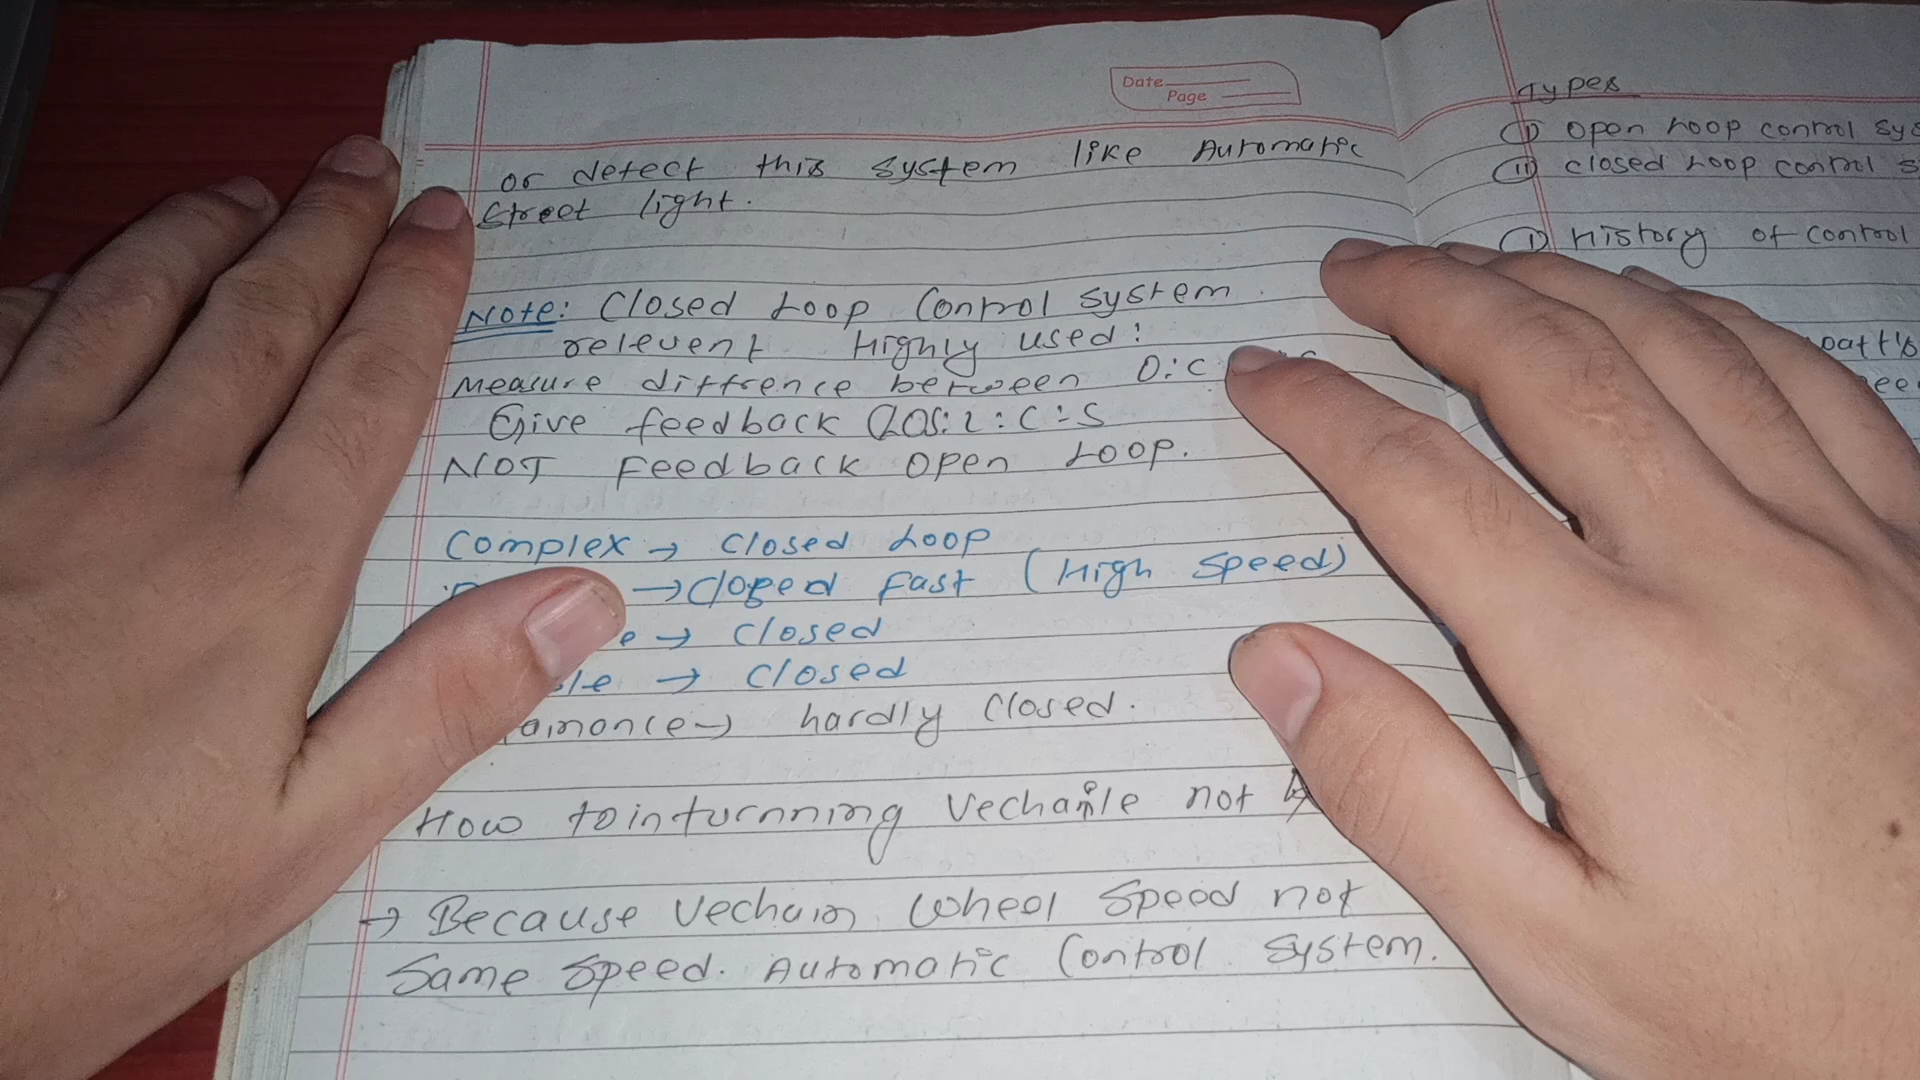 Date
Page
or detect this system like Automatic
Street light.
Note: Closed Loop Control system
relevent Highly used:
Measure diffrence between O:C
Give feedback CLOS:L:C:S
NOT Feedback open Loop.
Complex → Closed Loop
→ Closed fast (High Speed)
→ Closed
→ Closed
→ hardly Closed.
How to in turnning not
→ Because Wheel Speed not
Same Speed. Automatic Control System.
Types
(I) Open Loop control
(II) closed Loop control
(I) History of control